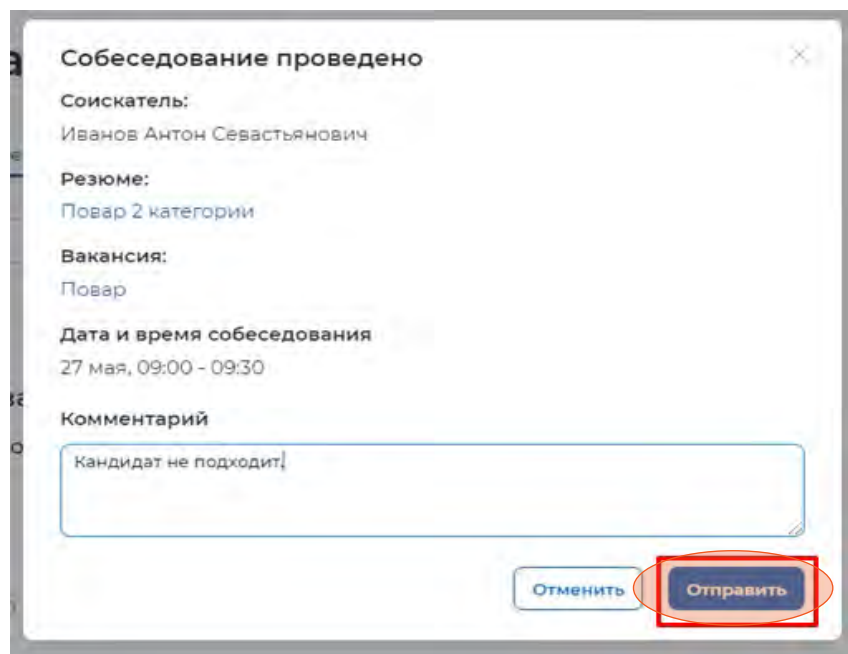 Собеседование проведено
Соискатель:
Иванов Антон Севастьянович
Резюме:
Повар 2 категории
Вакансия:
Повар
Дата и время собеседования
27 мая, 09:00 - 09:30
Комментарий
Кандидат не подходит.
Отменить
Отправить